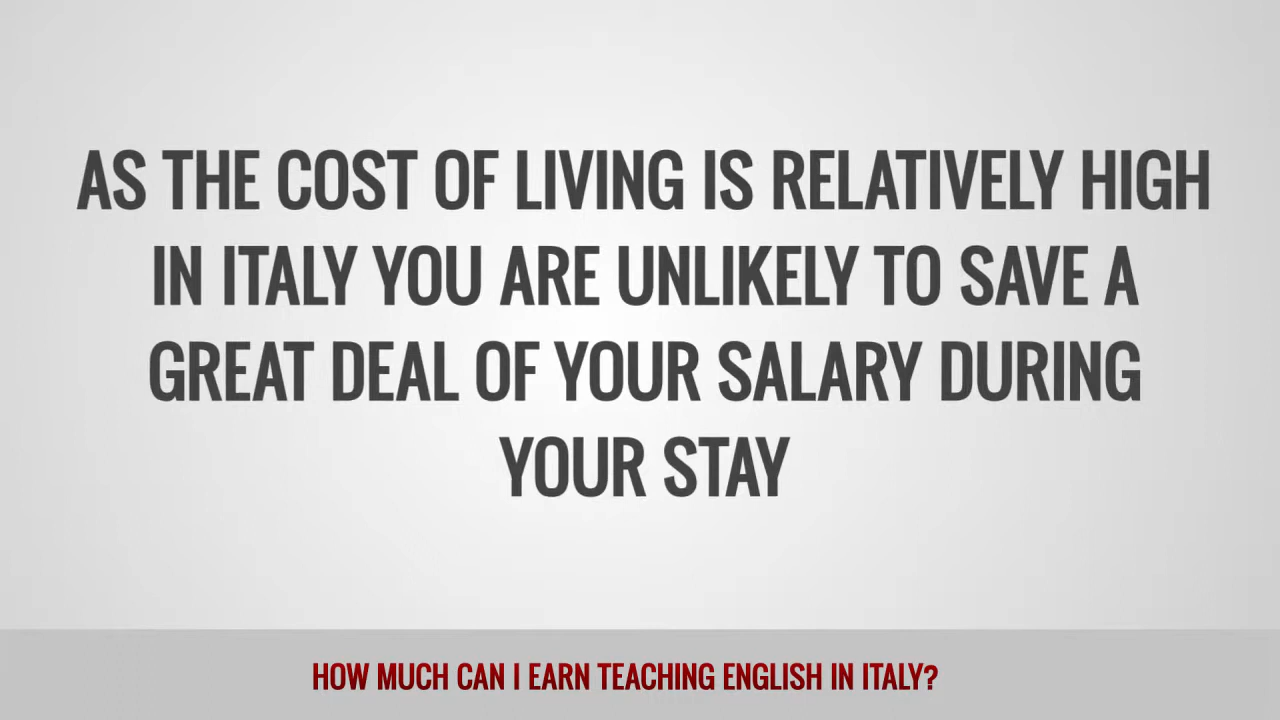 AS THE COST OF LIVING IS RELATIVELY HIGH
IN ITALY YOU ARE UNLIKELY TO SAVE A
GREAT DEAL OF YOUR SALARY DURING
YOUR STAY
HOW MUCH CAN I EARN TEACHING ENGLISH IN ITALY?